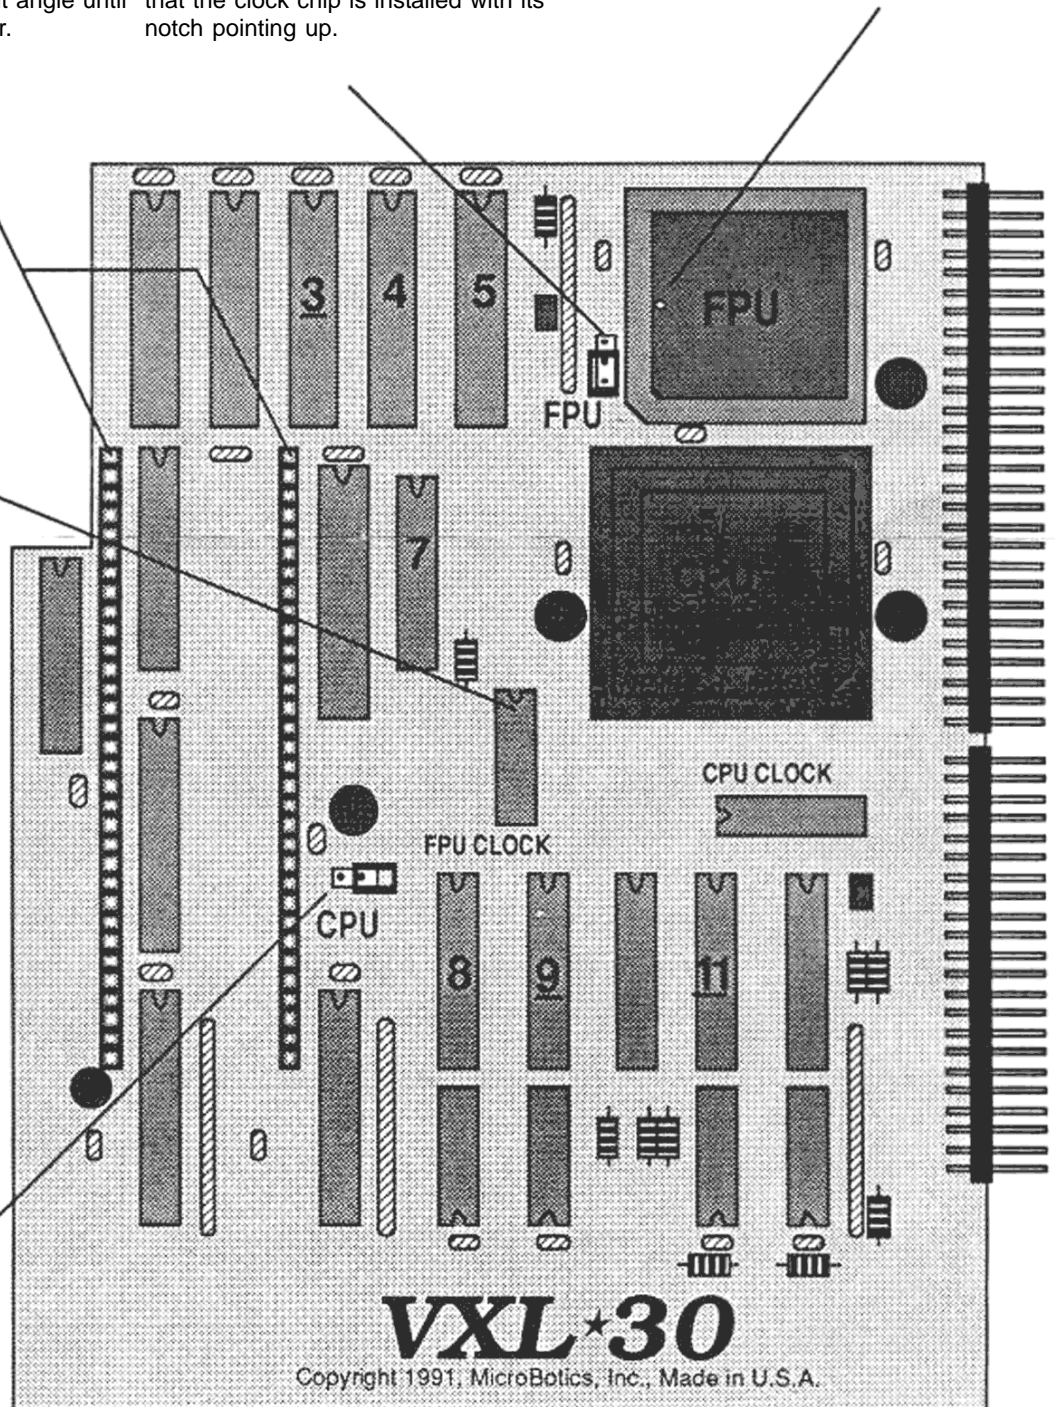 t angle until
r.
that the clock chip is installed with its
notch pointing up.
3
4
5
FPU
FPU
7
CPU CLOCK
FPU CLOCK
CPU
8
9
11
VXL★30
Copyright 1991, MicroBotics, Inc., Made in U.S.A.